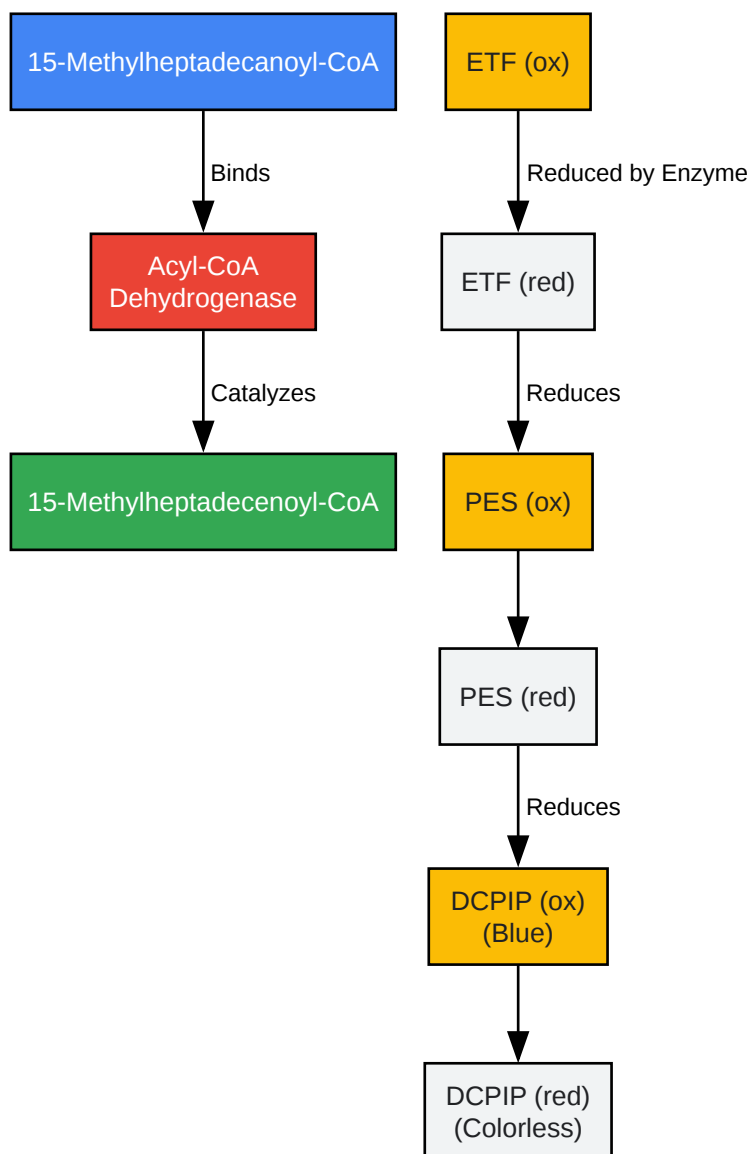 15-Methylheptadecanoyl-CoA
ETF (ox)
Binds
Reduced by Enzyme
Acyl-CoA
Dehydrogenase
ETF (red)
Catalyzes
Reduces
15-Methylheptadecenoyl-CoA
PES (ox)
PES (red)
Reduces
DCPIP (ox)
(Blue)
DCPIP (red)
(Colorless)